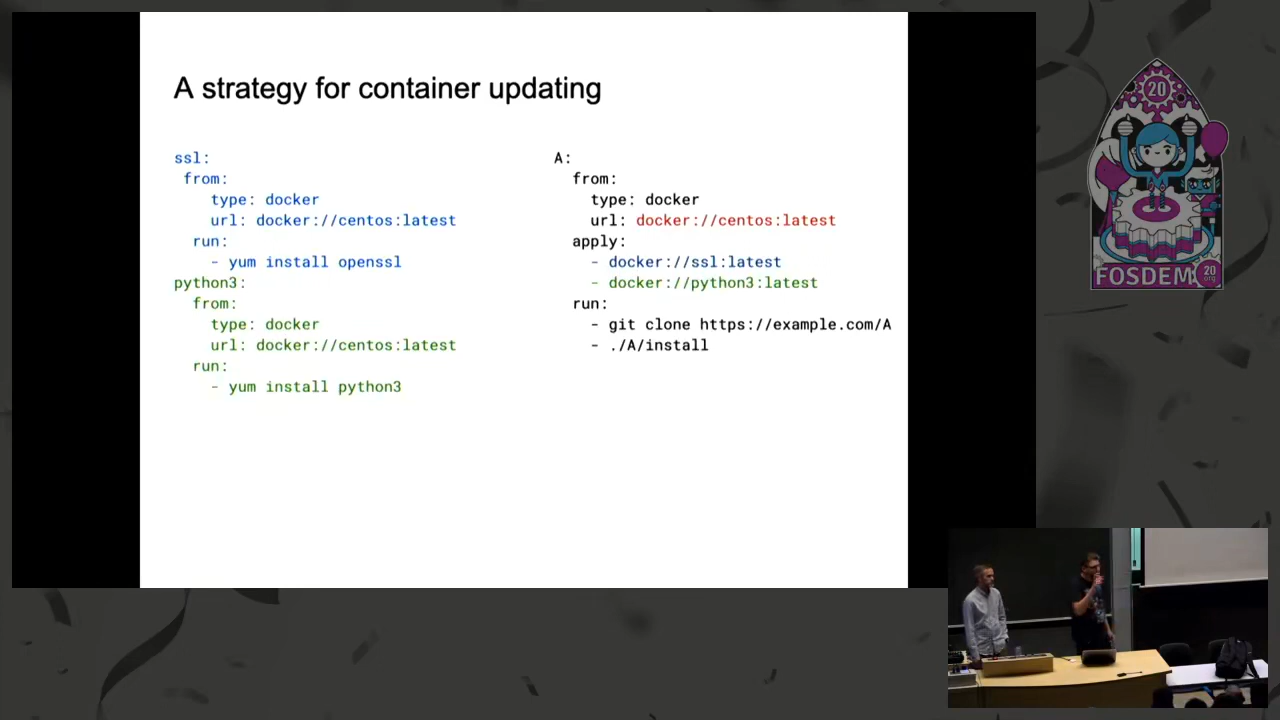 A strategy for container updating
ssl:
from:
type: docker
url: docker://centos:latest
run:
- yum install openssl
python3:
from:
type: docker
url: docker://centos:latest
run:
- yum install python3
A:
from:
type: docker
url: docker://centos:latest
apply:
- docker://ssl:latest
- docker://python3:latest
run:
- git clone https://example.com/A
- ./A/install
20
FOSDEM
20
.org